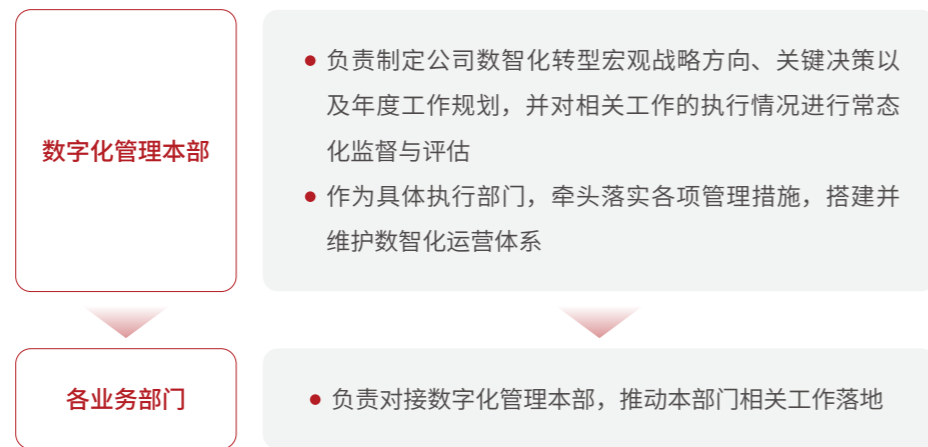 数字化管理本部
● 负责制定公司数智化转型宏观战略方向、关键决策以
及年度工作规划，并对相关工作的执行情况进行常态
化监督与评估
● 作为具体执行部门，牵头落实各项管理措施，搭建并
维护数智化运营体系
各业务部门
● 负责对接数字化管理本部，推动本部门相关工作落地